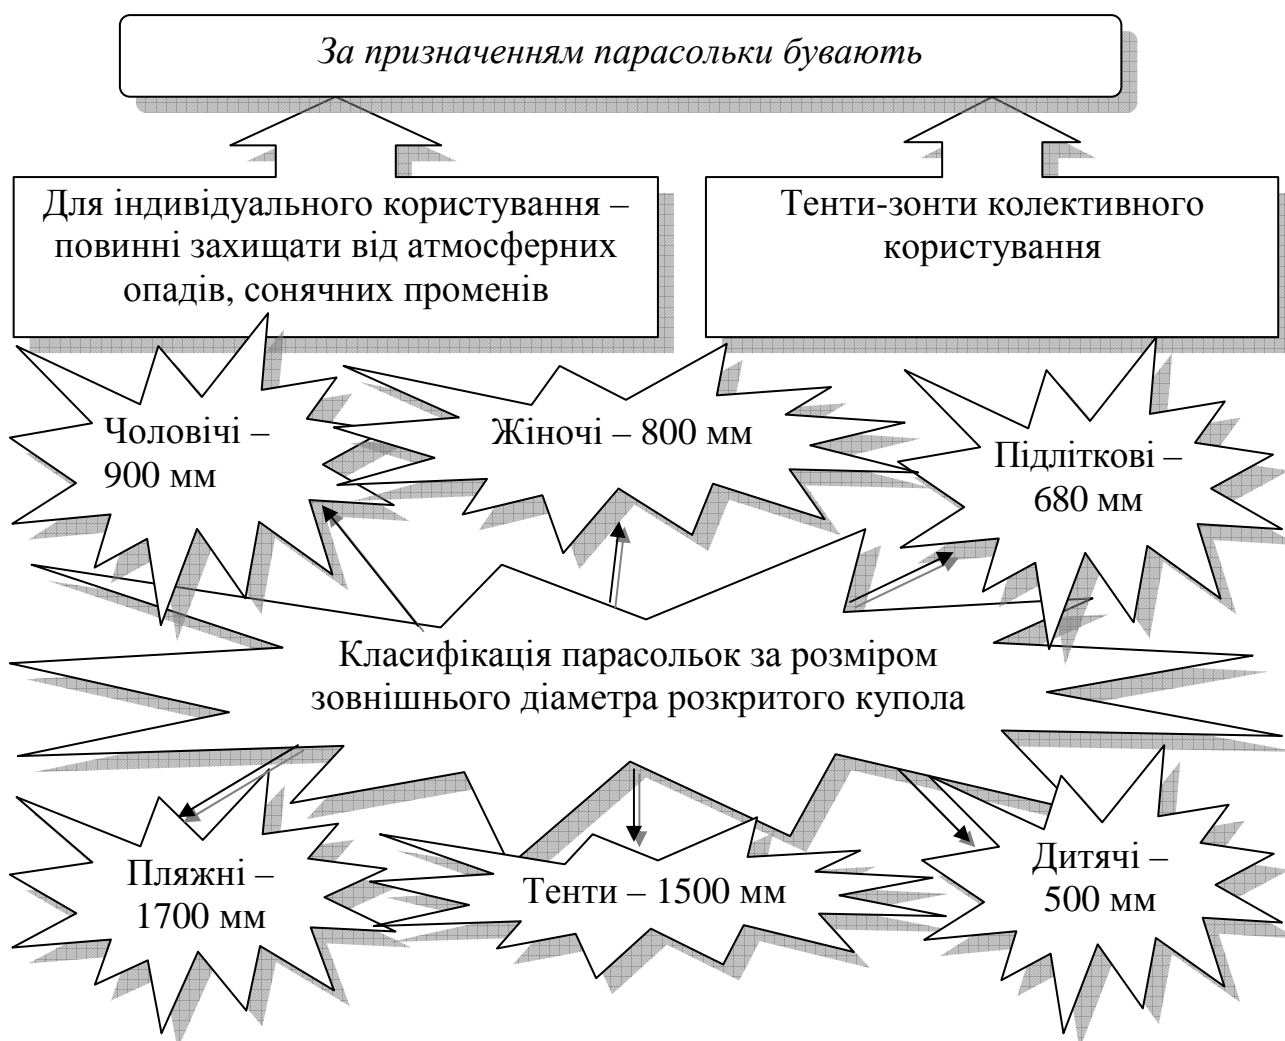 За призначенням парасольки бувають
Для індивідуального користування –
повинні захищати від атмосферних
опадів, сонячних променів
Тенти-зонти колективного
користування
Чоловічі –
900 мм
Жіночі – 800 мм
Підліткові –
680 мм
Класифікація парасольок за розміром
зовнішнього діаметра розкритого купола
Пляжні –
1700 мм
Тенти – 1500 мм
Дитячі –
500 мм